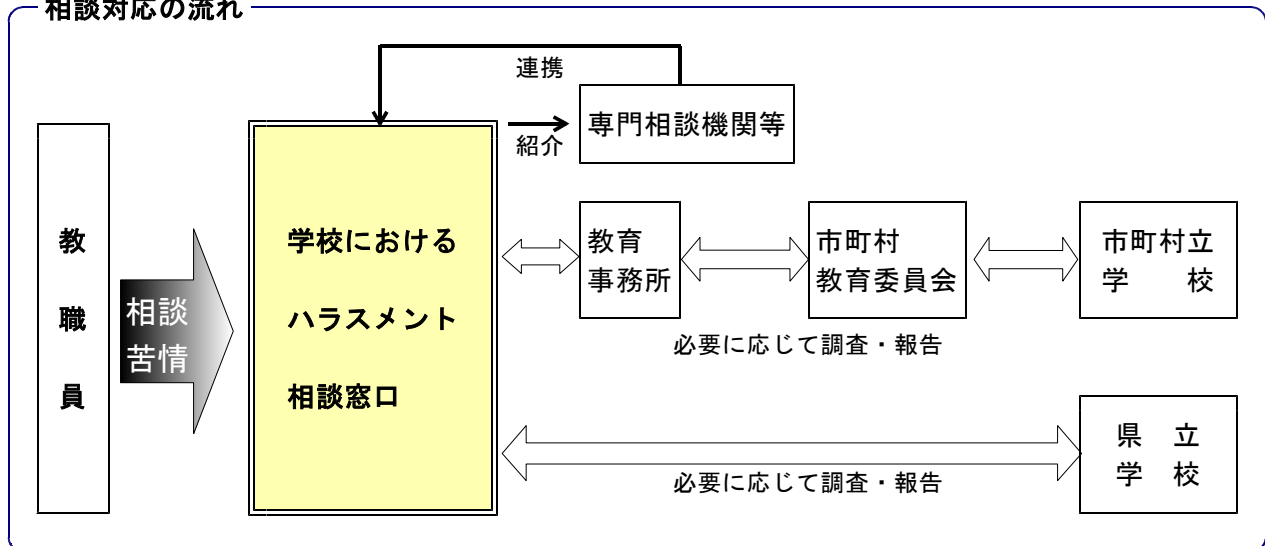 相談対応の流れ
連携
専門相談機関等
紹介
教
職
員
相談
苦情
学校における
ハラスメント
相談窓口
教育
事務所
市町村
教育委員会
市町村立
学　　校
必要に応じて調査・報告
県　立
学　校
必要に応じて調査・報告